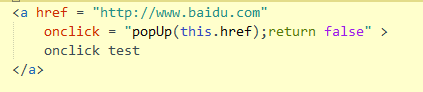 <a href = "http://www.baidu.com"
onclick = "popUp(this.href);return false" >
onclick test
</a>